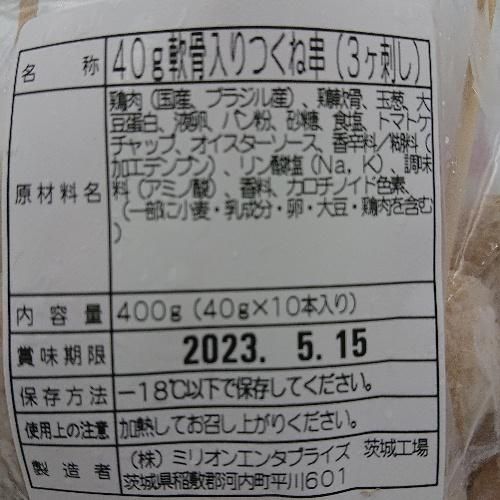 名称 40g軟骨入りつくね串(3ヶ刺し)
原材料名 鶏肉(国産、ブラジル産)、鶏軟骨、玉葱、大
豆蛋白、液卵、パン粉、砂糖、食塩、トマトケ
チャップ、オイスターソース、香辛料/糊料(
加工デンプン)、リン酸塩(Na,K)、調味
料(アミノ酸)、香料、カロチノイド色素、
(一部に小麦・乳成分・卵・大豆・鶏肉を含む
)
内容量 400g(40g×10本入り)
賞味期限 2023. 5.15
保存方法 −18℃以下で保存してください。
使用上の注意 加熱してお召し上がりください。
製造者 (株)ミリオンエンタプライズ 茨城工場
茨城県稲敷郡河内町平川601